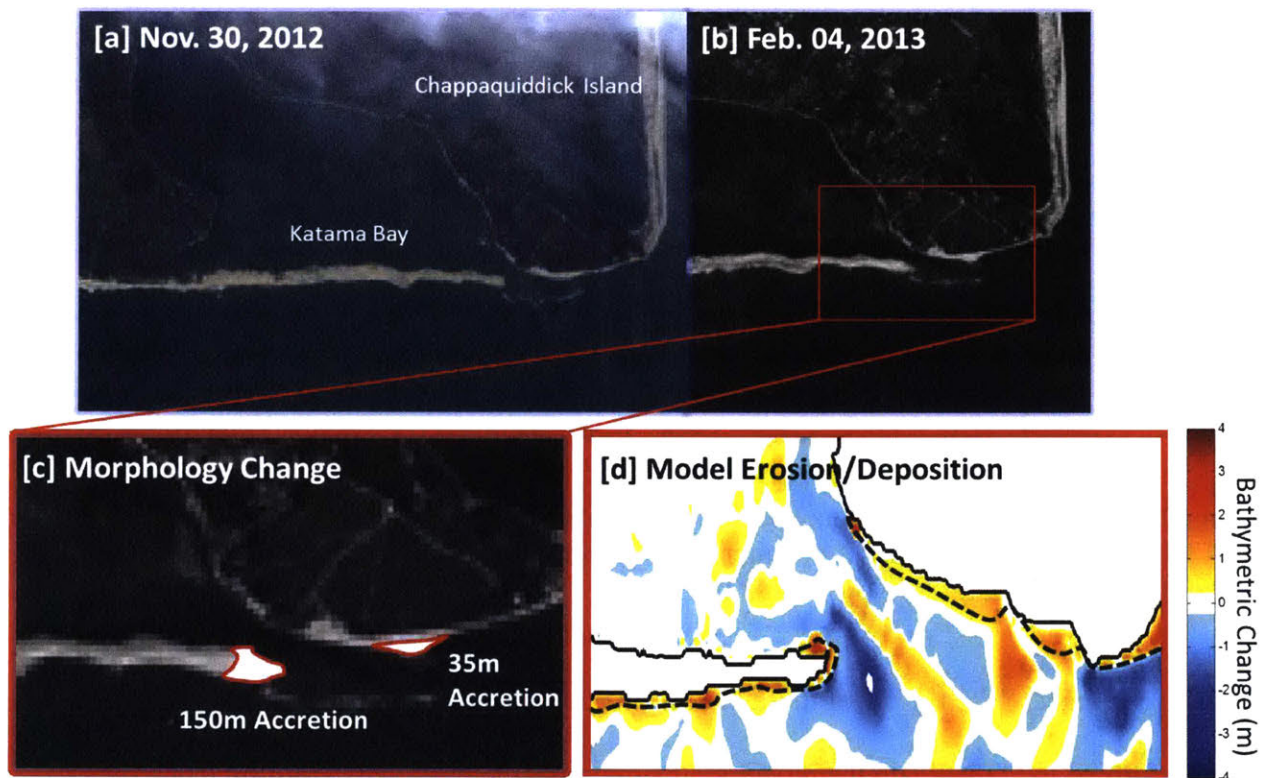 [a] Nov. 30, 2012
[b] Feb. 04, 2013
Chappaquiddick Island
Katama Bay
[c] Morphology Change
35m
Accretion
150m Accretion
[d] Model Erosion/Deposition
4
3
2
1
0
-1
-2
-3
-4
Bathymetric Change (m)